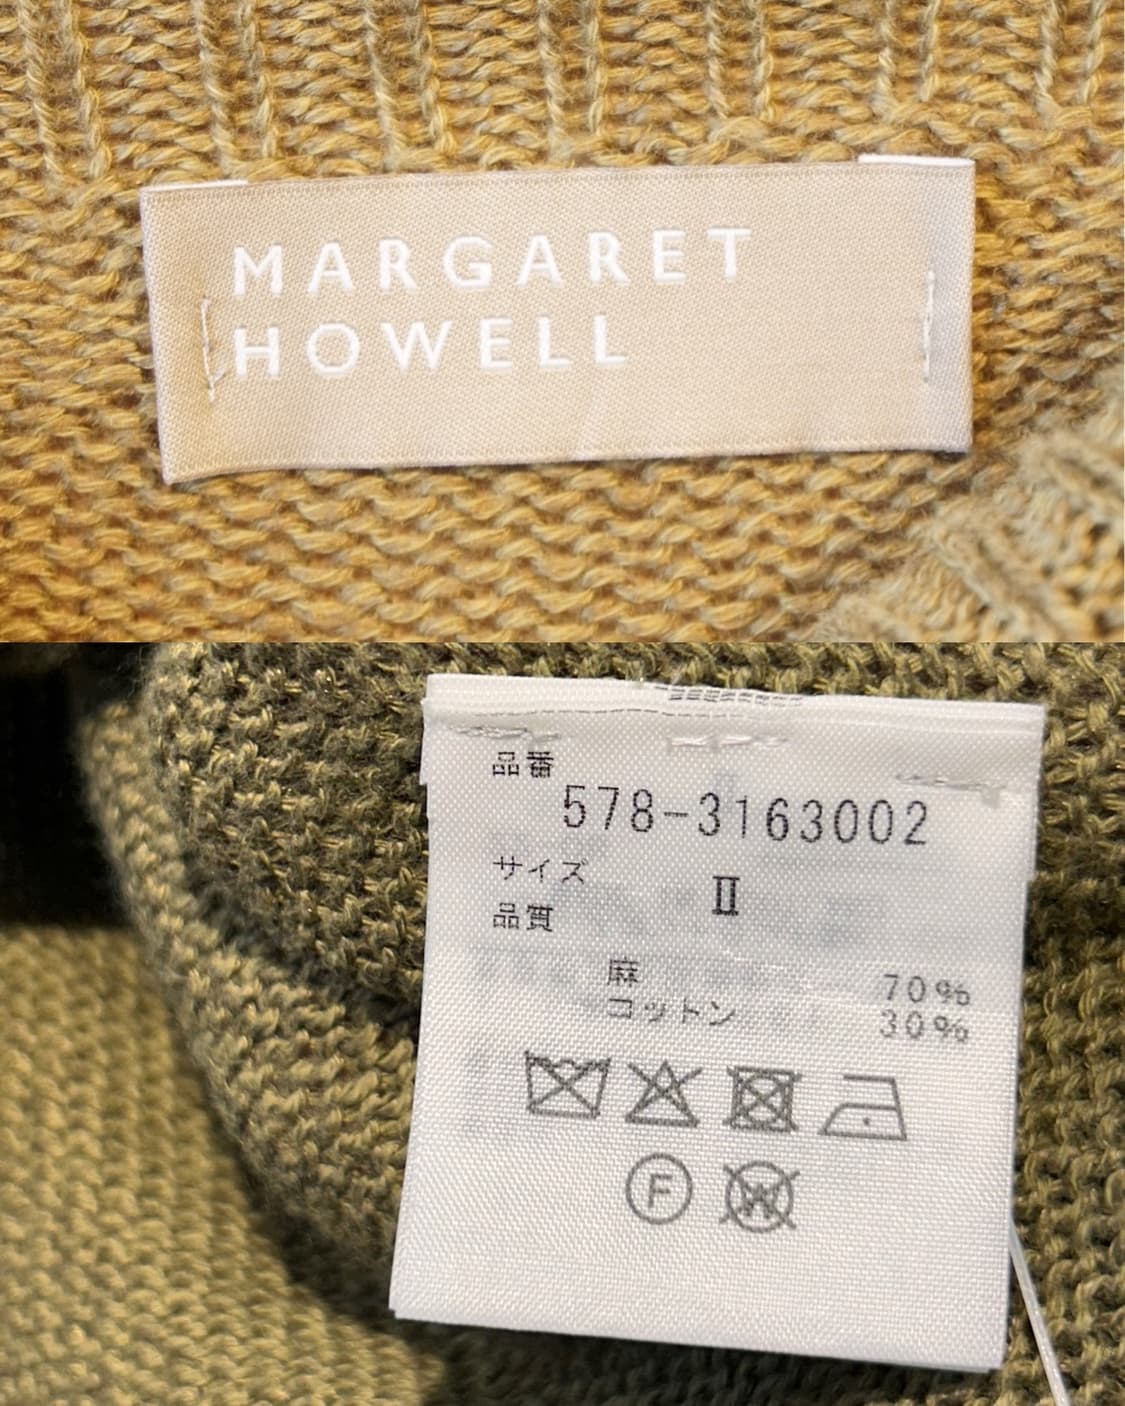 MARGARET
HOWELL
品番
578-3163002
サイズ
II
品質
麻 70%
コットン 30%
F W